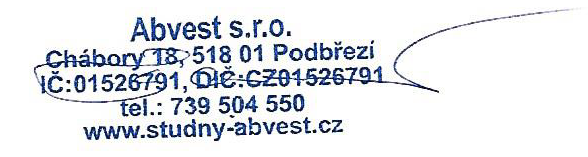 Abvest s.r.o.
Chábory 18, 518 01 Podbřezí
IČ:01526791, DIČ:CZ01526791
tel.: 739 504 550
www.studny-abvest.cz